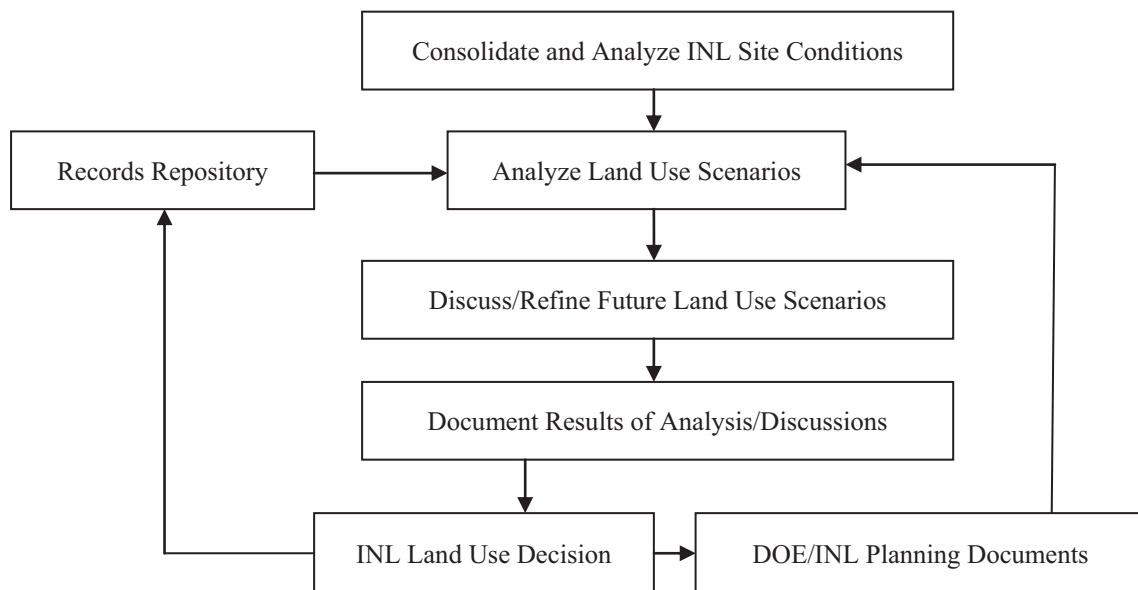 Consolidate and Analyze INL Site Conditions
Records Repository
Analyze Land Use Scenarios
Discuss/Refine Future Land Use Scenarios
Document Results of Analysis/Discussions
INL Land Use Decision
DOE/INL Planning Documents